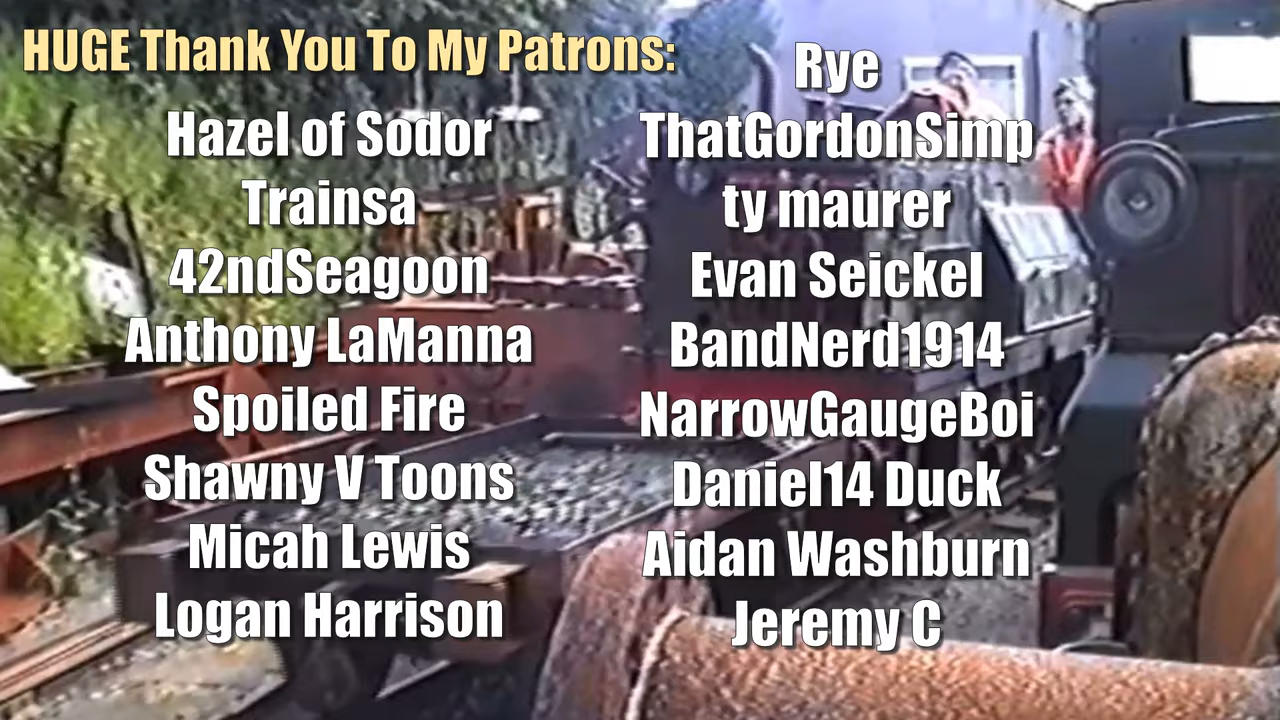 HUGE Thank You To My Patrons:
Hazel of Sodor
Trainsa
42ndSeagoon
Anthony LaManna
Spoiled Fire
Shawny V Toons
Micah Lewis
Logan Harrison
Rye
ThatGordonSimp
ty maurer
Evan Seickel
BandNerd1914
NarrowGaugeBoi
Daniel14 Duck
Aidan Washburn
Jeremy C